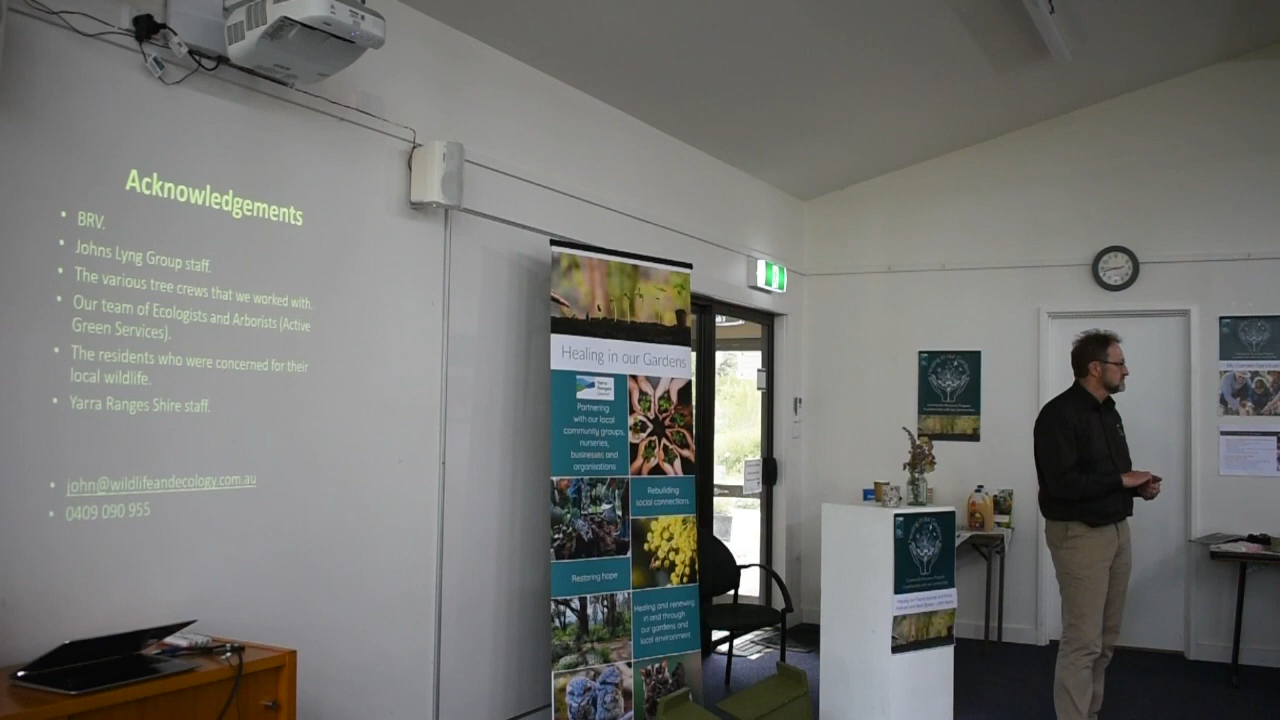 Acknowledgements
• BRV.
• Johns Lyng Group staff.
• The various tree crews that we worked with.
• Our team of Ecologists and Arborists (Active
Green Services).
• The residents who were concerned for their
local wildlife.
• Yarra Ranges Shire staff.
• john@wildlifeandecology.com.au
• 0409 090 955
Healing in our Gardens
Yarra
Ranges
Partnering
with our local
community groups,
nurseries,
businesses and
organisations
Rebuilding
social connections
Restoring hope
Healing and renewing
in and through
our gardens and
local environment